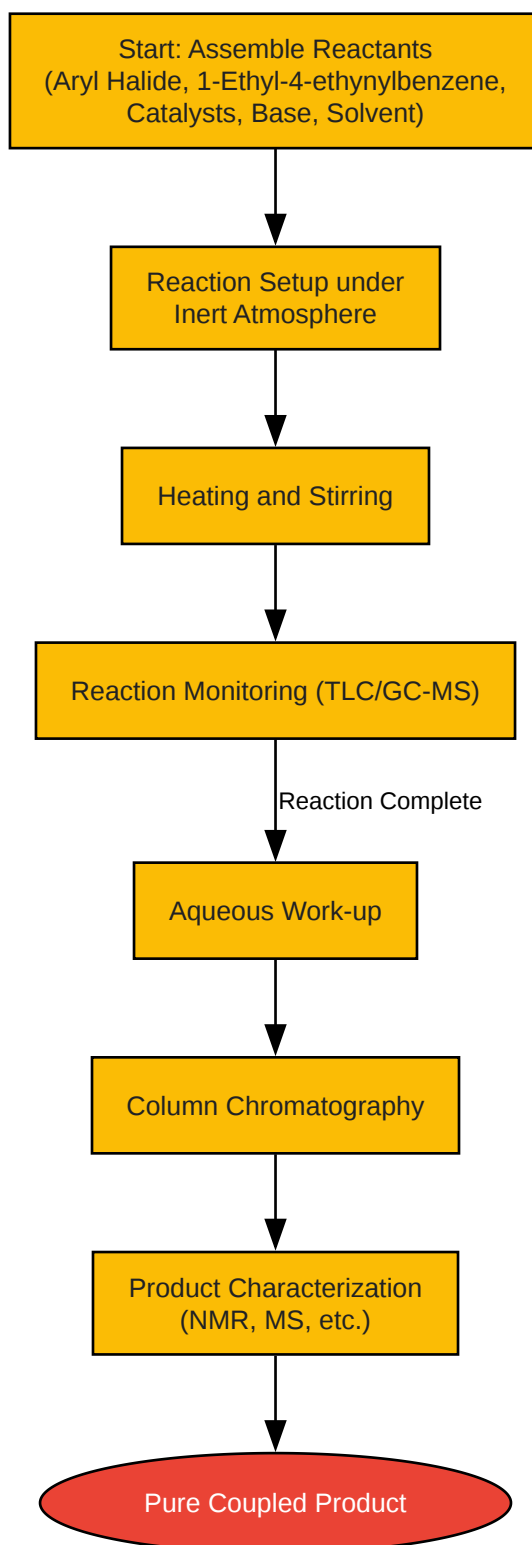 Start: Assemble Reactants
(Aryl Halide, 1-Ethyl-4-ethynylbenzene,
Catalysts, Base, Solvent)
Reaction Setup under
Inert Atmosphere
Heating and Stirring
Reaction Monitoring (TLC/GC-MS)
Reaction Complete
Aqueous Work-up
Column Chromatography
Product Characterization
(NMR, MS, etc.)
Pure Coupled Product